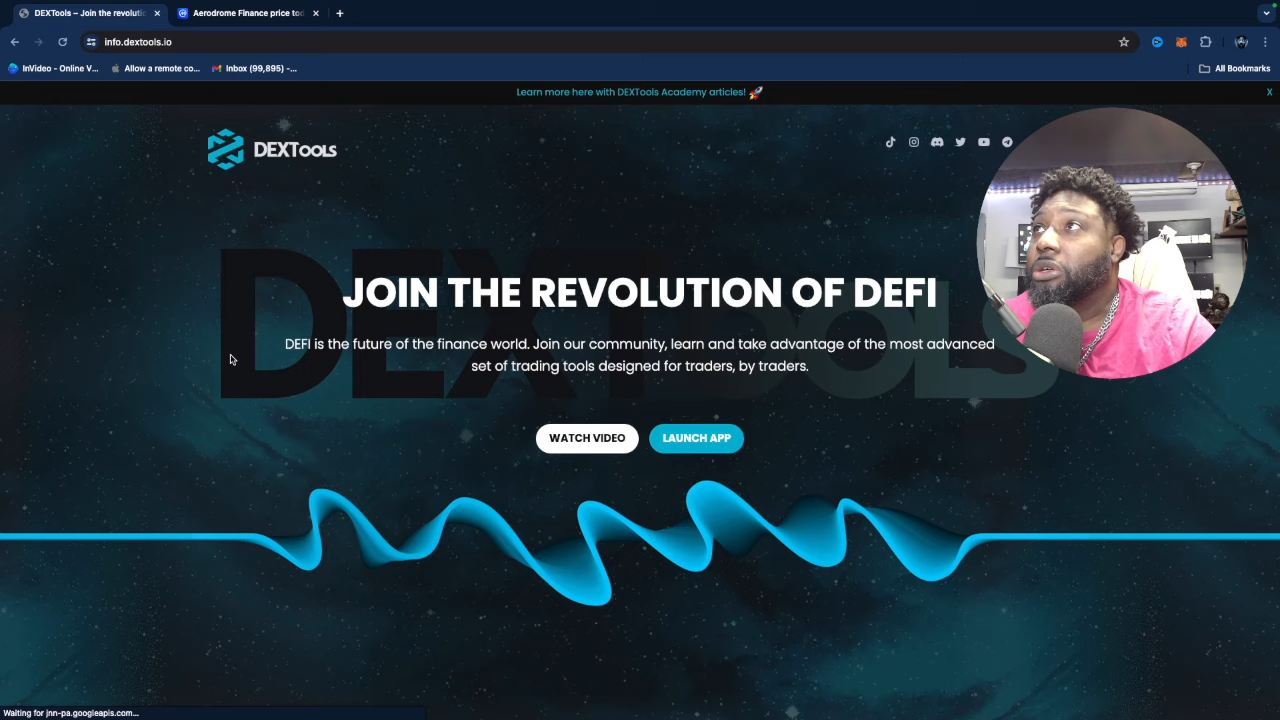 DEXTools – Join the revoluti
Aerodrome Finance price to
info.dextools.io
InVideo - Online V...
Allow a remote co...
Inbox (99,895) -...
All Bookmarks
Learn more here with DEXTools Academy articles! 🚀
X
DEXTools
DEXTOOLS
JOIN THE REVOLUTION OF DEFI
DEFI is the future of the finance world. Join our community, learn and take advantage of the most advanced
set of trading tools designed for traders, by traders.
WATCH VIDEO
LAUNCH APP
Waiting for jnn-pa.googleapis.com...